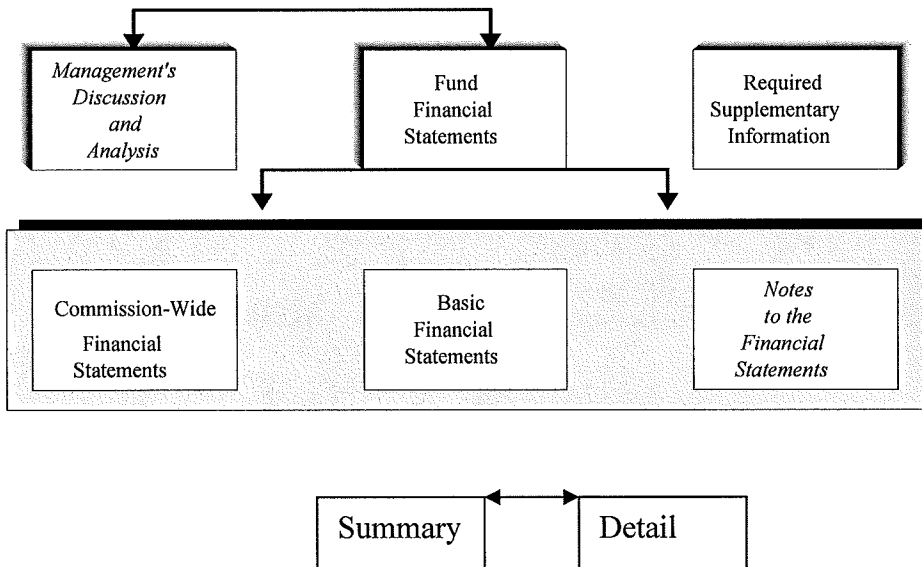 Management's
Discussion
and
Analysis
Fund
Financial
Statements
Required
Supplementary
Information
Commission-Wide
Financial
Statements
Basic
Financial
Statements
Notes
to the
Financial
Statements
Summary
Detail